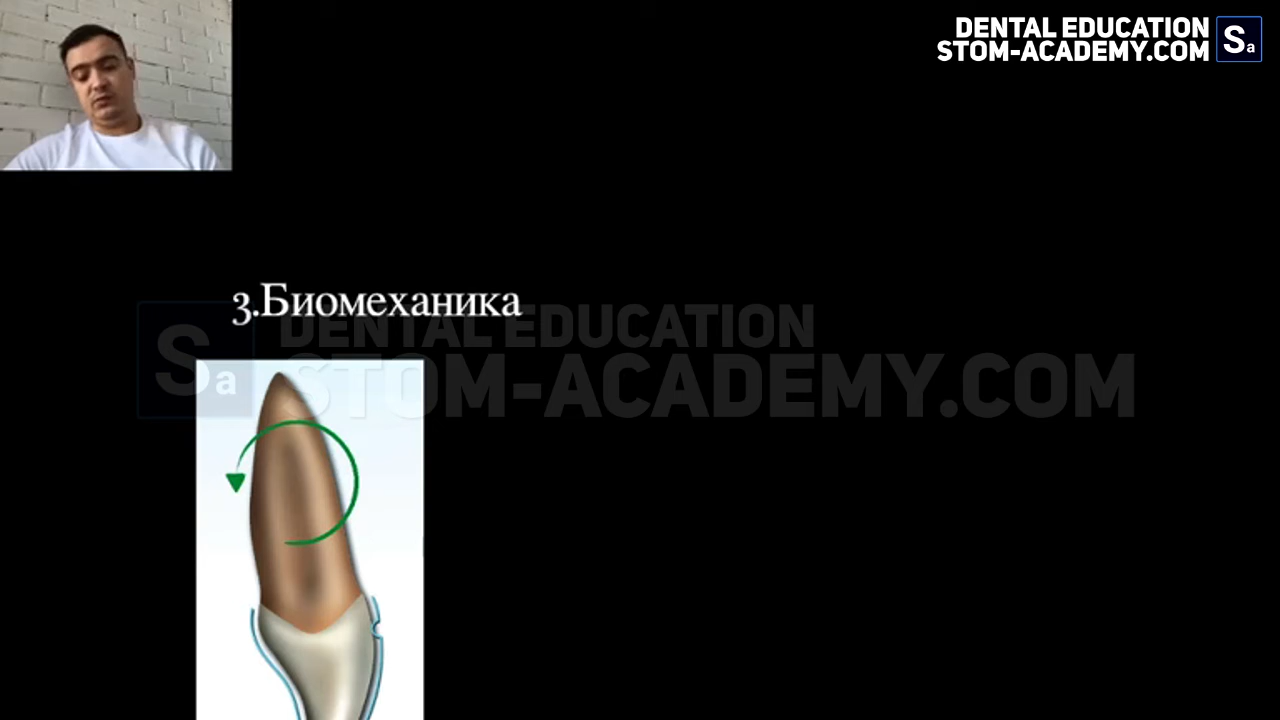 DENTAL EDUCATION
STOM-ACADEMY.COM
Sa
3.Биомеханика
DENTAL EDUCATION
STOM-ACADEMY.COM
Sa